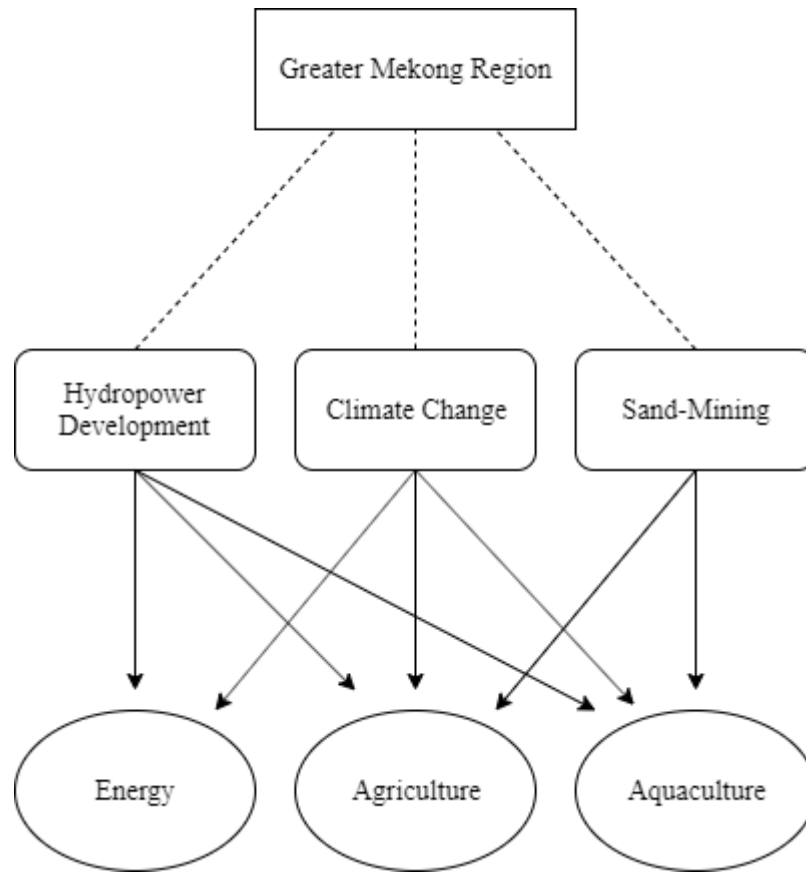 Greater Mekong Region
Hydropower
Development
Climate Change
Sand-Mining
Energy
Agriculture
Aquaculture